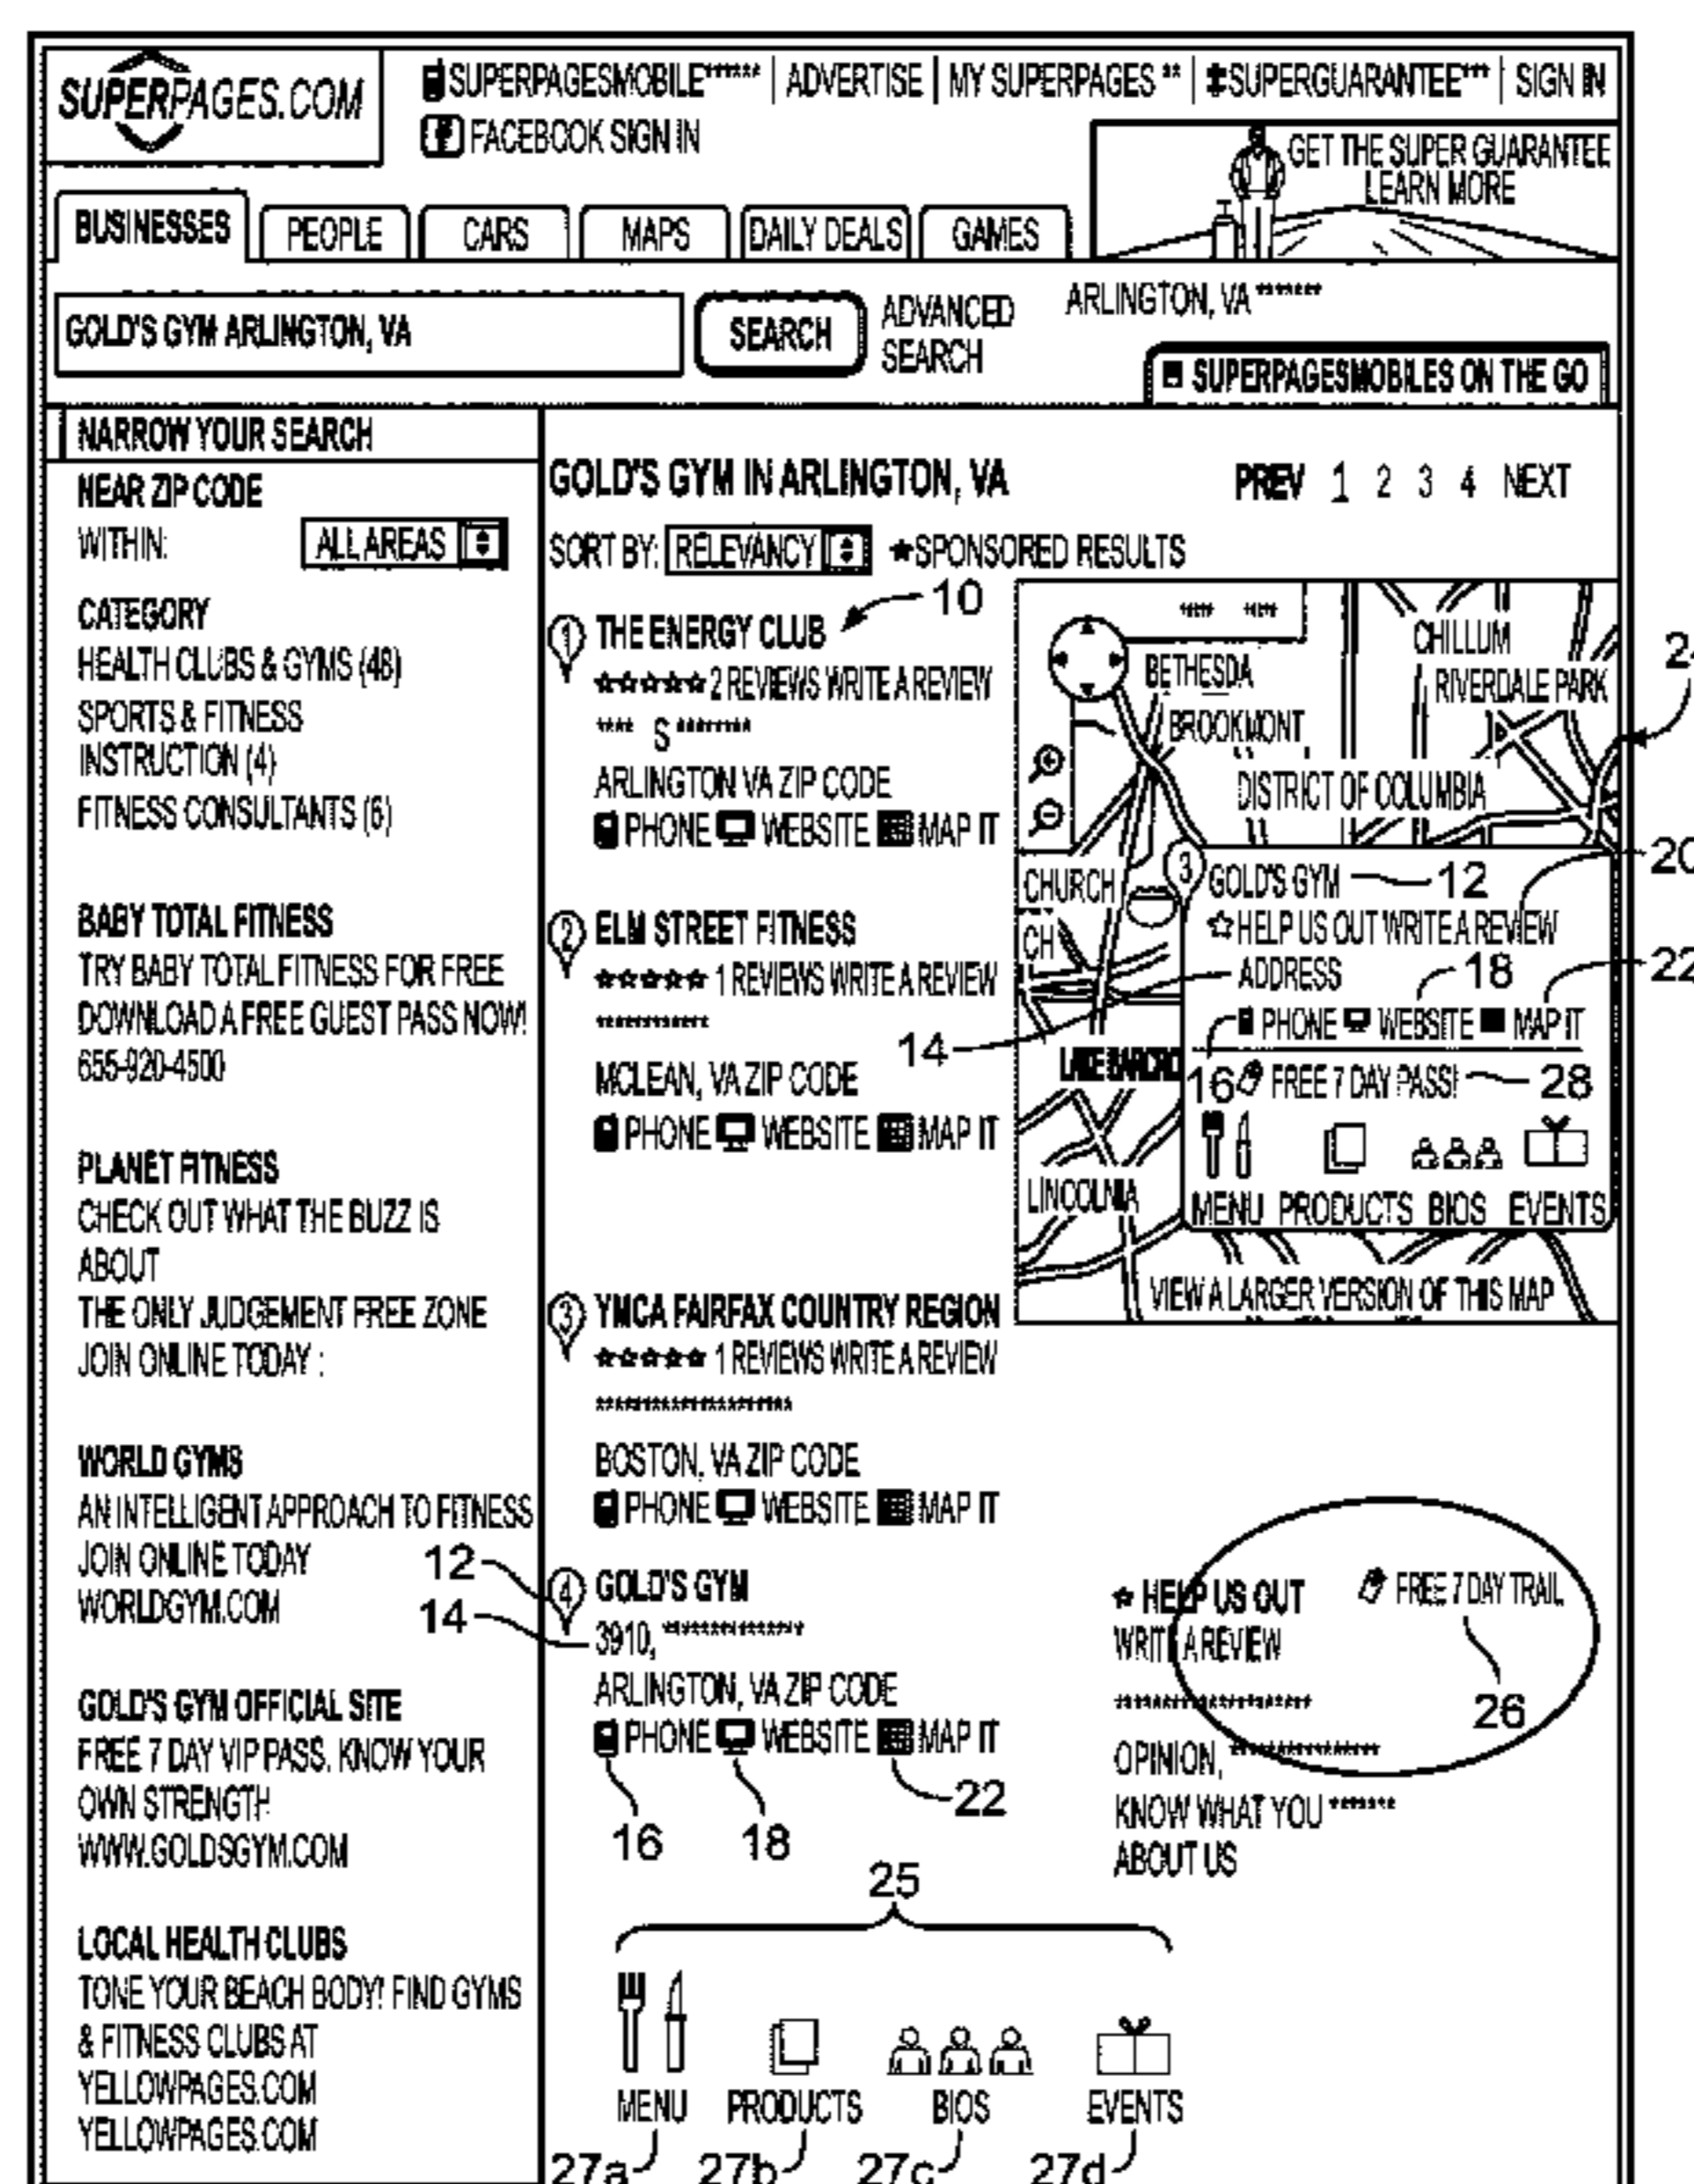 SUPERPAGES.COM
SUPERPAGESMOBILE****** | ADVERTISE | MY SUPERPAGES ** | SUPERGUARANTEE*** | SIGN IN
FACEBOOK SIGN IN
GET THE SUPER GUARANTEE
LEARN MORE
BUSINESSES PEOPLE CARS MAPS DAILY DEALS GAMES
GOLD'S GYM ARLINGTON, VA
SEARCH
ADVANCED
SEARCH
ARLINGTON, VA *******
SUPERPAGESMOBILES ON THE GO
NARROW YOUR SEARCH
NEAR ZIP CODE
WITHIN: ALL AREAS
CATEGORY
HEALTH CLUBS & GYMS (48)
SPORTS & FITNESS
INSTRUCTION (4)
FITNESS CONSULTANTS (6)
BABY TOTAL FITNESS
TRY BABY TOTAL FITNESS FOR FREE
DOWNLOAD A FREE GUEST PASS NOW!
655-920-4500
PLANET FITNESS
CHECK OUT WHAT THE BUZZ IS
ABOUT
THE ONLY JUDGEMENT FREE ZONE
JOIN ONLINE TODAY :
WORLD GYMS
AN INTELLIGENT APPROACH TO FITNESS
JOIN ONLINE TODAY
WORLDGYM.COM
GOLD'S GYM OFFICIAL SITE
FREE 7 DAY VIP PASS. KNOW YOUR
OWN STRENGTH
WWW.GOLDSGYM.COM
LOCAL HEALTH CLUBS
TONE YOUR BEACH BODY! FIND GYMS
& FITNESS CLUBS AT
YELLOWPAGES.COM
YELLOWPAGES.COM
GOLD'S GYM IN ARLINGTON, VA
PREV 1 2 3 4 NEXT
SORT BY: RELEVANCY ★SPONSORED RESULTS
10
1 THE ENERGY CLUB
★★★★★ 2 REVIEWS WRITE A REVIEW
**** S ********
ARLINGTON VA ZIP CODE
PHONE WEBSITE MAP IT
2 ELM STREET FITNESS
★★★★★ 1 REVIEWS WRITE A REVIEW
************
MCLEAN, VA ZIP CODE
PHONE WEBSITE MAP IT
3 YMCA FAIRFAX COUNTRY REGION
★★★★★ 1 REVIEWS WRITE A REVIEW
*********************
BOSTON, VA ZIP CODE
PHONE WEBSITE MAP IT
12
14
4 GOLD'S GYM
3910, ***************
ARLINGTON, VA ZIP CODE
PHONE WEBSITE MAP IT
16 18 22
**** ****
CHILLUM
BETHESDA
RIVERDALE PARK
BROOKMONT
DISTRICT OF COLUMBIA
CHURCH
CH
LINCOLNIA
20
22
3 GOLD'S GYM 12
☆HELP US OUT WRITE A REVIEW
ADDRESS 18
14
PHONE WEBSITE MAP IT
16 FREE 7 DAY PASS! 28
MENU PRODUCTS BIOS EVENTS
VIEW A LARGER VERSION OF THIS MAP
★ HELP US OUT
WRIT A REVIEW
*********************
OPINION, ****************
KNOW WHAT YOU *******
ABOUT US
FREE 7 DAY TRAIL
26
25
MENU PRODUCTS BIOS EVENTS
27a 27b 27c 27d